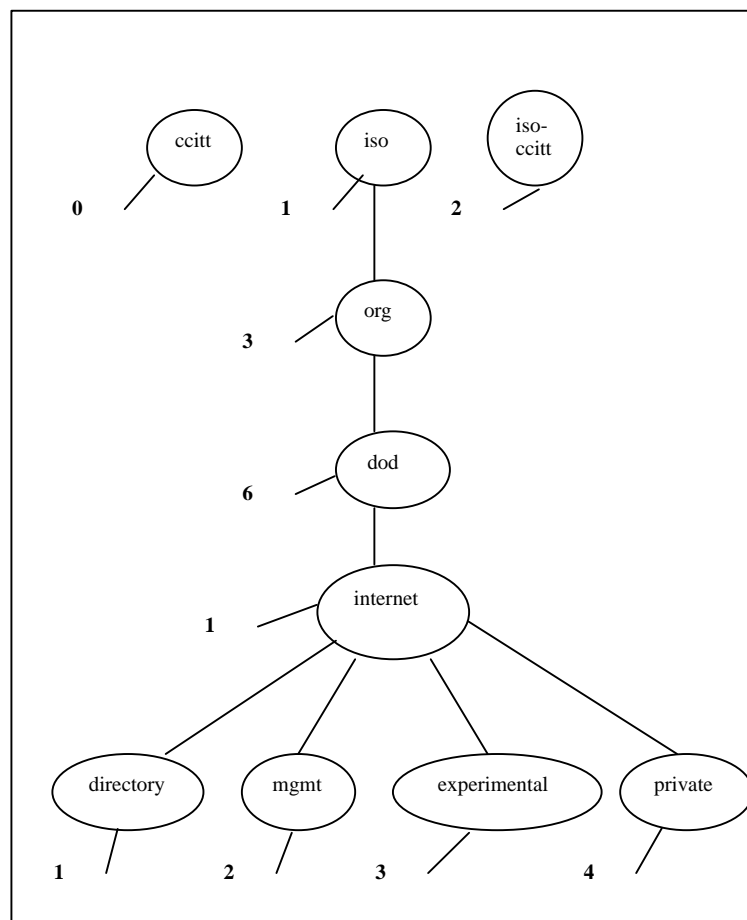 ccitt
iso
iso-
ccitt
0
1
2
org
3
dod
6
internet
1
directory
mgmt
experimental
private
1
2
3
4